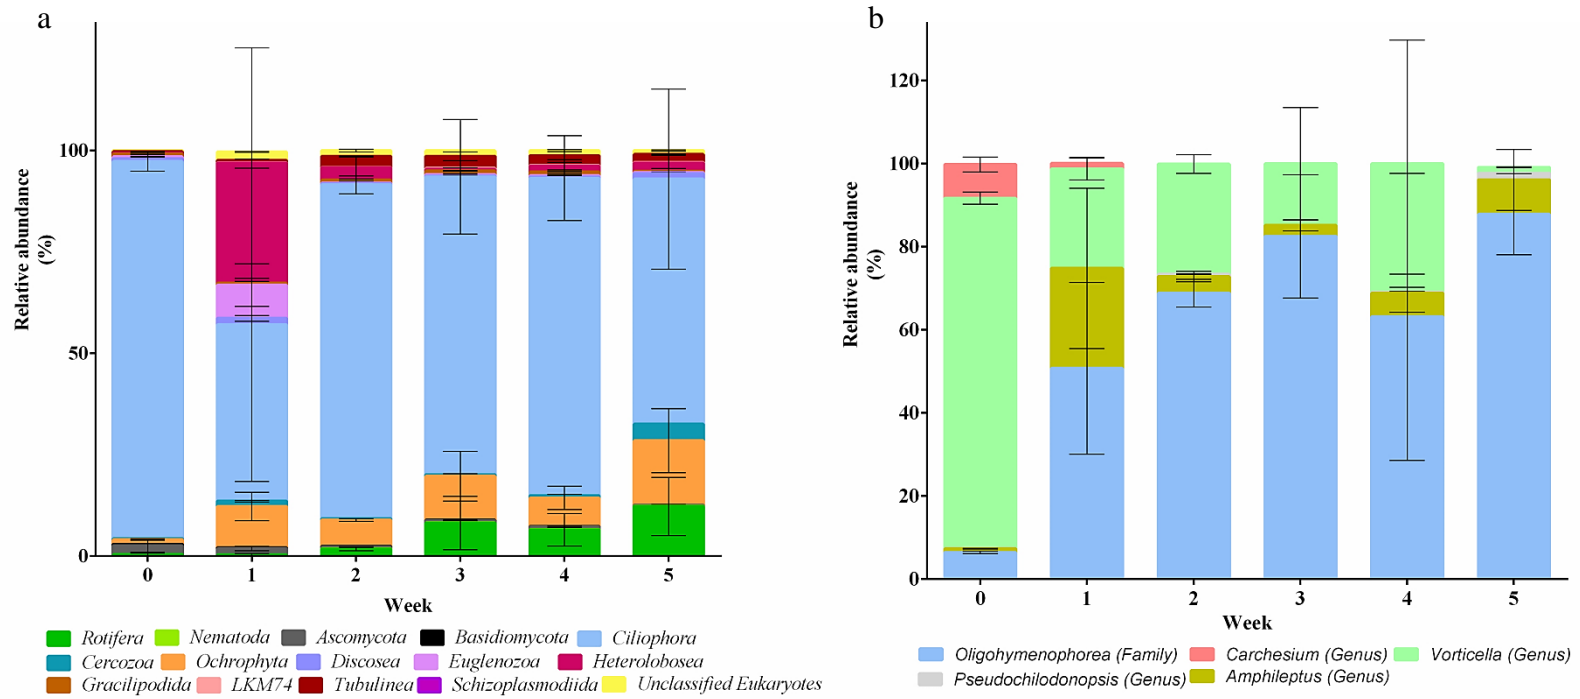 a
Relative abundance
(%)
100
50
0
0 1 2 3 4 5
Week
Rotifera Nematoda Ascomycota Basidiomycota Ciliophora
Cercozoa Ochrophyta Discosea Euglenozoa Heterolobosea
Gracilipodida LKM74 Tubulinea Schizoplasmodiida Unclassified Eukaryotes
b
Relative abundance
(%)
120
100
80
60
40
20
0
0 1 2 3 4 5
Week
Oligohymenophorea (Family) Carchesium (Genus) Vorticella (Genus)
Pseudochilodonopsis (Genus) Amphileptus (Genus)